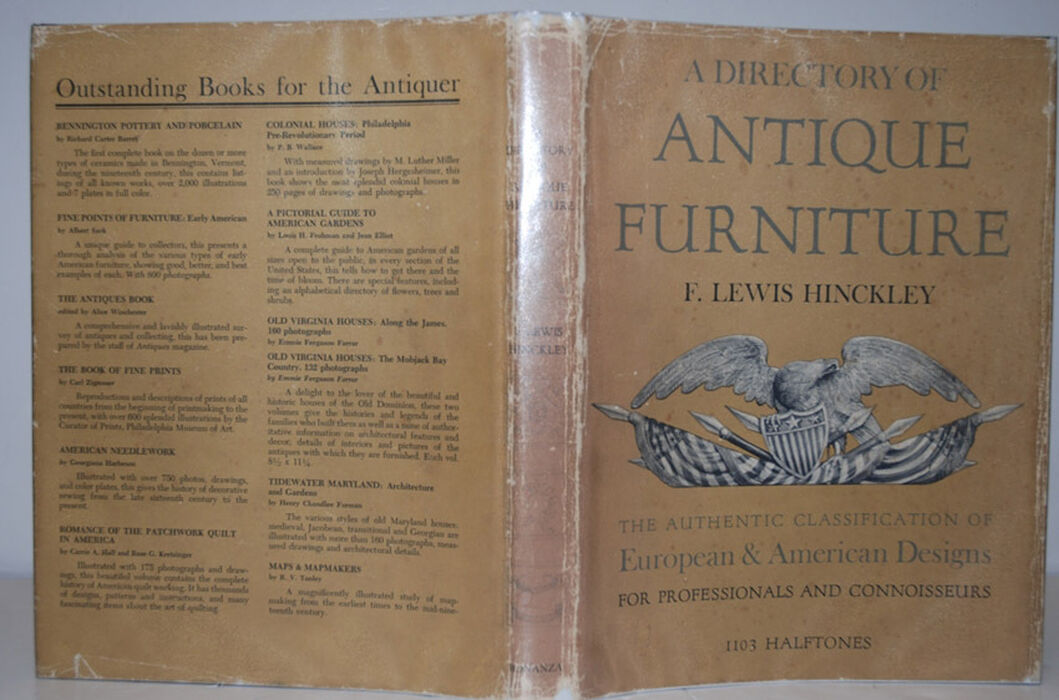 Outstanding Books for the Antiquer
BENNINGTON POTTERY AND PORCELAIN
by Richard Carter Barret
The first complete book on the dozen or more
types of ceramics made in Bennington, Vermont,
during the nineteenth century, this contains list-
ings of all known works, over 2,000 illustrations
and 7 plates in full color.
FINE POINTS OF FURNITURE: Early American
by Albert Sack
A unique guide to collectors, this presents a
thorough analysis of the various types of early
American furniture, showing good, better, and best
examples of each. With 800 photographs.
THE ANTIQUES BOOK
edited by Alice Winchester
A comprehensive and lavishly illustrated sur-
vey of antiques and collecting, this has been pre-
pared by the staff of Antiques magazine.
THE BOOK OF FINE PRINTS
by Carl Zigrosser
Reproductions and descriptions of prints of all
countries from the beginning of printmaking to the
present, with over 600 splendid illustrations by the
Curator of Prints, Philadelphia Museum of Art.
AMERICAN NEEDLEWORK
by Georgiana Harbeson
Illustrated with over 750 photos, drawings,
and color plates, this gives the history of decorative
sewing from the late sixteenth century to the
present.
ROMANCE OF THE PATCHWORK QUILT
IN AMERICA
by Carrie A. Hall and Rose G. Kretsinger
Illustrated with 175 photographs and draw-
ings, this beautiful volume contains the complete
history of American quilt working. It has thousands
of designs, patterns and instructions, and many
fascinating items about the art of quilting.
COLONIAL HOUSES: Philadelphia
Pre-Revolutionary Period
by P. B. Wallace
With measured drawings by M. Luther Miller
and an introduction by Joseph Hergesheimer, this
book shows the most splendid colonial houses in
250 pages of drawings and photographs.
A PICTORIAL GUIDE TO
AMERICAN GARDENS
by Louis H. Frohman and Jean Elliot
A complete guide to American gardens of all
sizes open to the public, in every section of the
United States, this tells how to get there and the
time of bloom. There are special features, includ-
ing an alphabetical directory of flowers, trees and
shrubs.
OLD VIRGINIA HOUSES: Along the James.
160 photographs
by Emmie Ferguson Farrar
OLD VIRGINIA HOUSES: The Mobjack Bay
Country. 132 photographs
by Emmie Ferguson Farrar
A delight to the lover of the beautiful and
historic houses of the Old Dominion, these two
volumes give the histories and legends of the
families who built them as well as a mine of author-
itative information on architectural features and
decor, details of interiors and pictures of the
antiques with which they are furnished. Each vol.
8½ x 11¼.
TIDEWATER MARYLAND: Architecture
and Gardens
by Henry Chandlee Forman
The various styles of old Maryland houses,
medieval, Jacobean, transitional and Georgian are
illustrated with more than 160 photographs, meas-
ured drawings and architectural details.
MAPS & MAPMAKERS
by R. V. Tooley
A magnificently illustrated study of map-
making from the earliest times to the mid-nine-
teenth century.
LEWIS
HINCKLEY
BONANZA
A DIRECTORY OF
ANTIQUE
FURNITURE
F. LEWIS HINCKLEY
THE AUTHENTIC CLASSIFICATION OF
European & American Designs
FOR PROFESSIONALS AND CONNOISSEURS
1103 HALFTONES